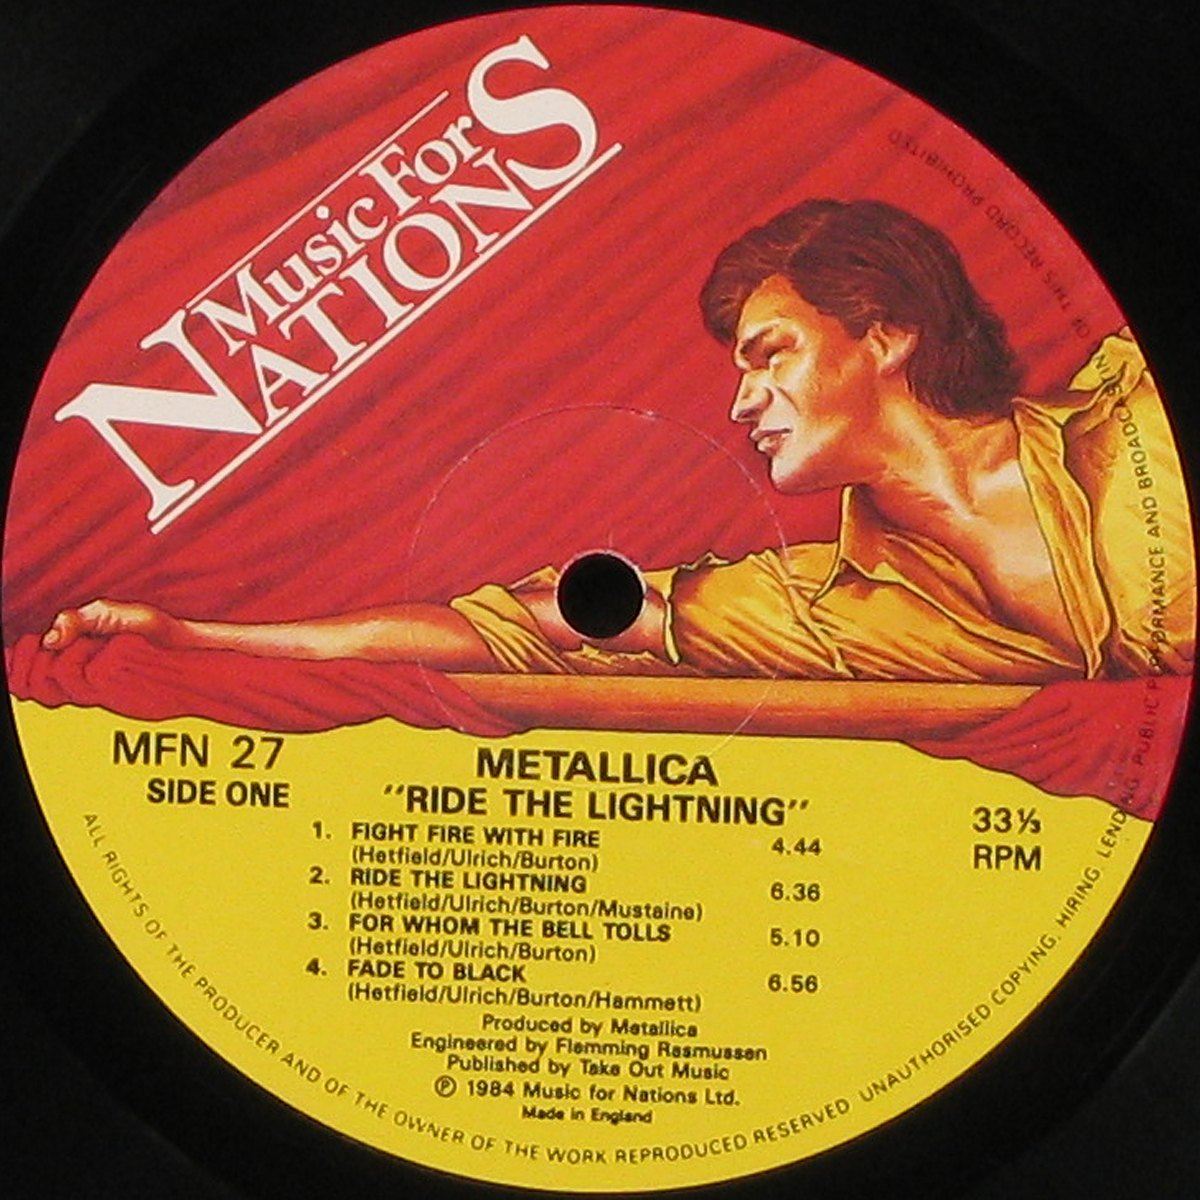 Music For
NATIONS
MFN 27
SIDE ONE
METALLICA
"RIDE THE LIGHTNING"
33⅓
RPM
1. FIGHT FIRE WITH FIRE 4.44
(Hetfield/Ulrich/Burton)
2. RIDE THE LIGHTNING 6.36
(Hetfield/Ulrich/Burton/Mustaine)
3. FOR WHOM THE BELL TOLLS 5.10
(Hetfield/Ulrich/Burton)
4. FADE TO BLACK 6.56
(Hetfield/Ulrich/Burton/Hammett)
Produced by Metallica
Engineered by Flemming Rasmussen
Published by Take Out Music
℗ 1984 Music for Nations Ltd.
Made in England
ALL RIGHTS OF THE PRODUCER AND OF THE OWNER OF THE WORK REPRODUCED RESERVED UNAUTHORISED COPYING. HIRING. LENDING PUBLIC PERFORMANCE AND BROADCASTING OF THIS RECORD PROHIBITED